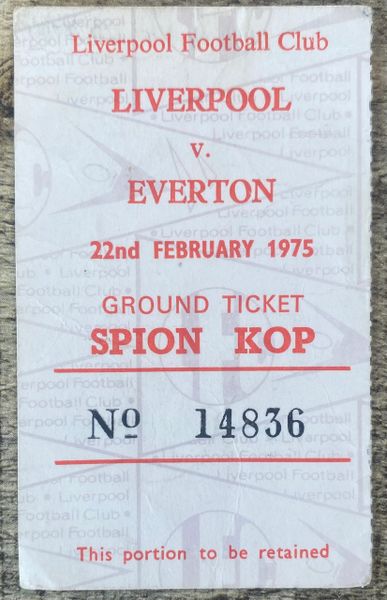 Liverpool Football Club
LIVERPOOL
v.
EVERTON
22nd FEBRUARY 1975
GROUND TICKET
SPION KOP
Nº 14836
This portion to be retained